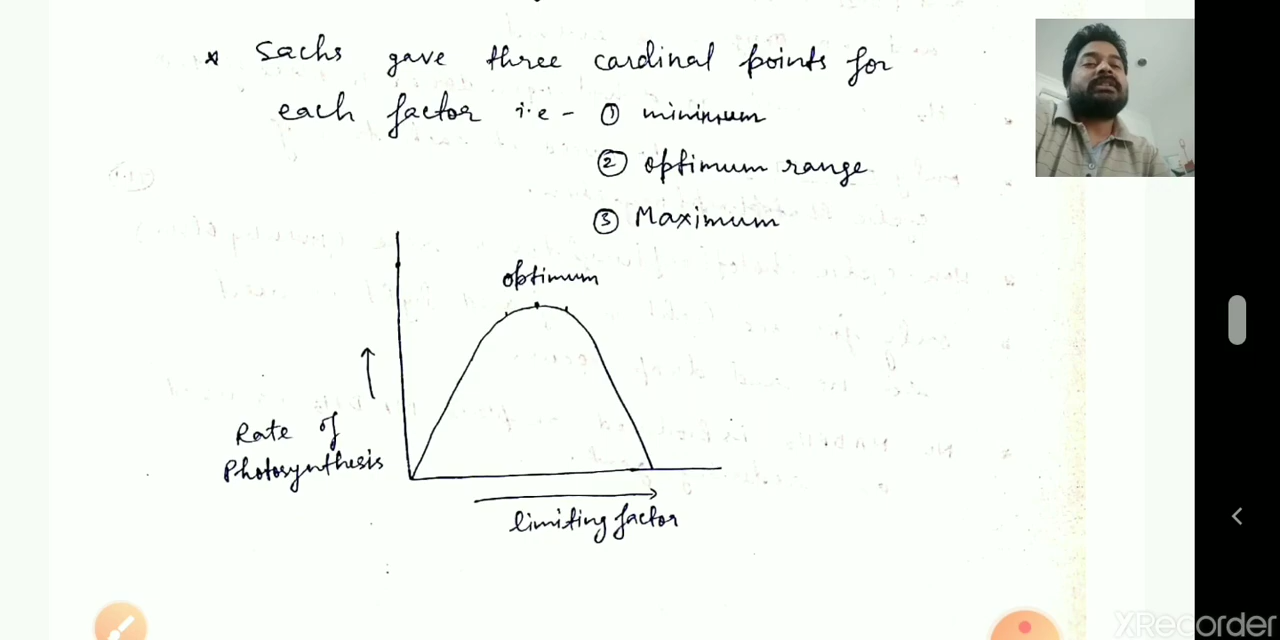 * Sachs gave three cardinal points for
each factor i.e - ① minimum
② optimum range
③ Maximum
optimum
Rate of
Photosynthesis
limiting factor
XRecorder